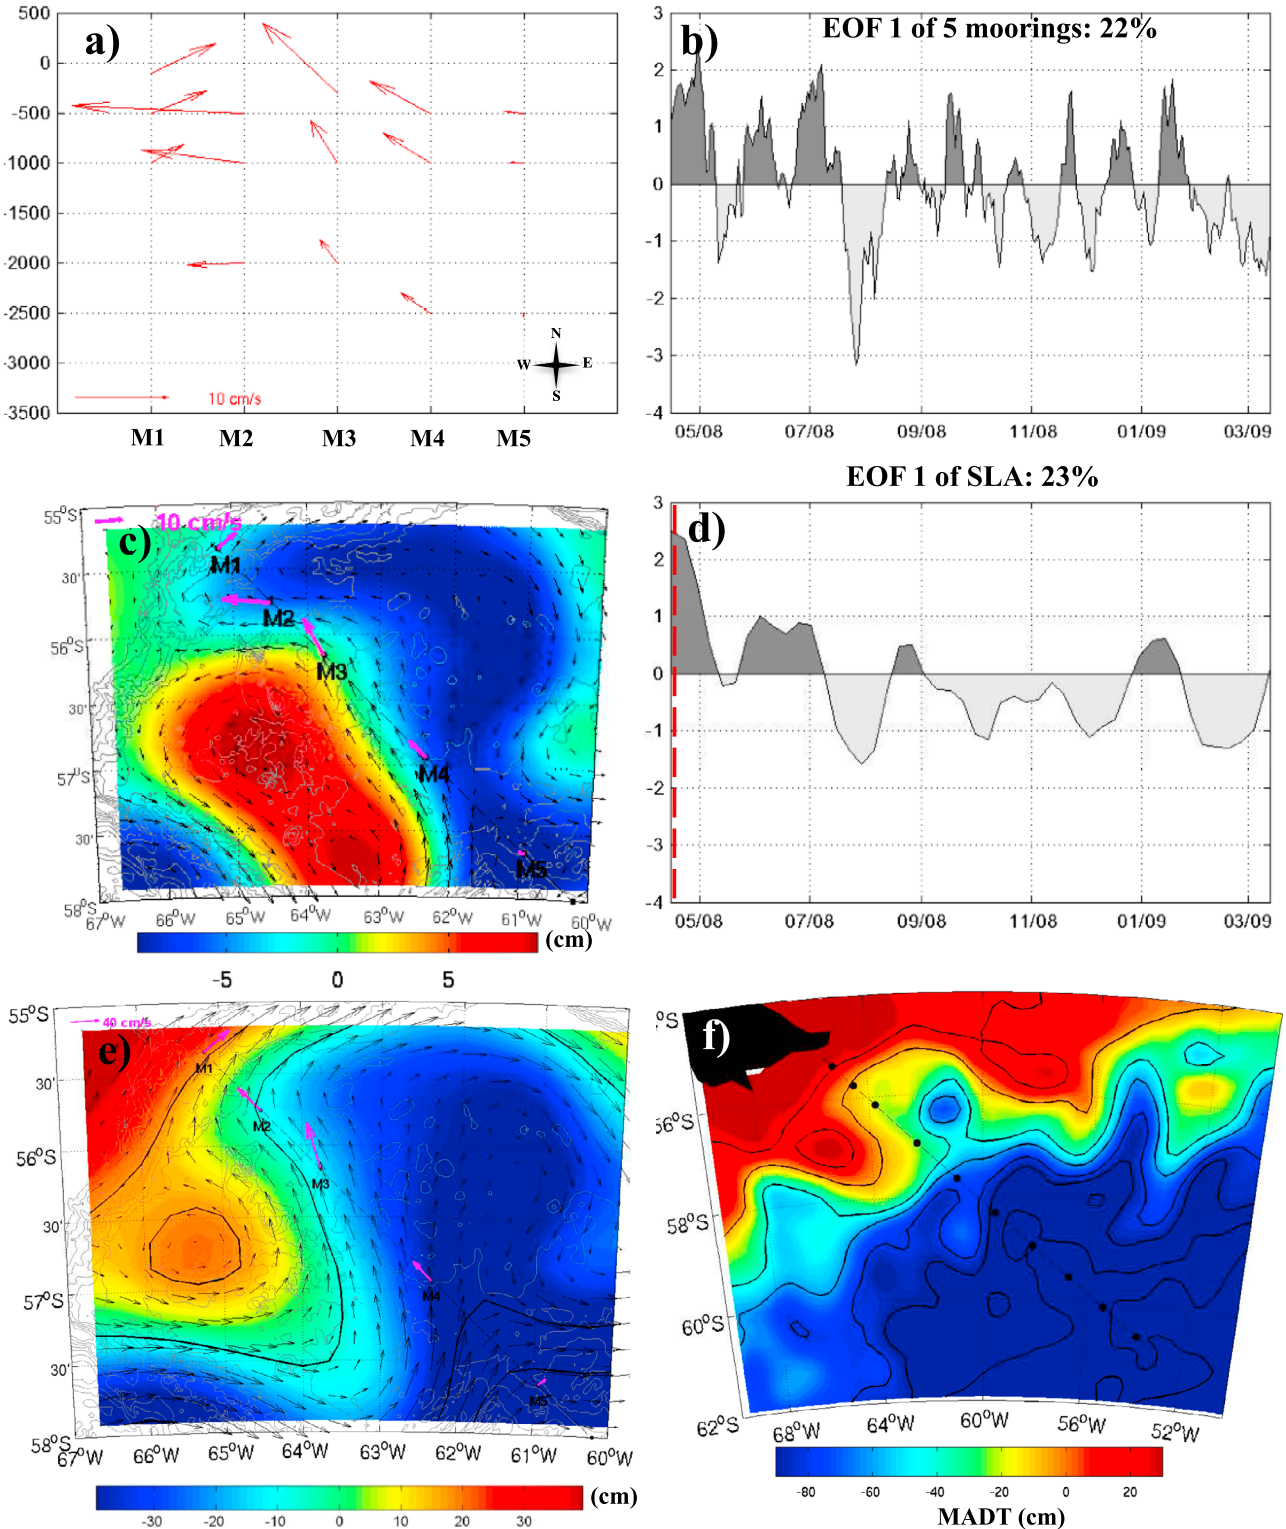 a)
500
0
-500
-1000
-1500
-2000
-2500
-3000
-3500
10 cm/s
N
W E
S
M1 M2 M3 M4 M5
b)
EOF 1 of 5 moorings: 22%
3
2
1
0
-1
-2
-3
-4
05/08 07/08 09/08 11/08 01/09 03/09
c)
10 cm/s
55°S
30'
56°S
30'
57°S
30'
58°S
M1
M2
M3
M4
M5
67°W 66°W 65°W 64°W 63°W 62°W 61°W 60°W
(cm)
-5 0 5
EOF 1 of SLA: 23%
d)
3
2
1
0
-1
-2
-3
-4
05/08 07/08 09/08 11/08 01/09 03/09
e)
40 cm/s
55°S
30'
56°S
30'
57°S
30'
58°S
M1
M2
M3
M4
M5
67°W 66°W 65°W 64°W 63°W 62°W 61°W 60°W
(cm)
-30 -20 -10 0 10 20 30
f)
°S
56°S
58°S
60°S
62°S
68°W 64°W 60°W 56°W 52°W
-80 -60 -40 -20 0 20
MADT (cm)